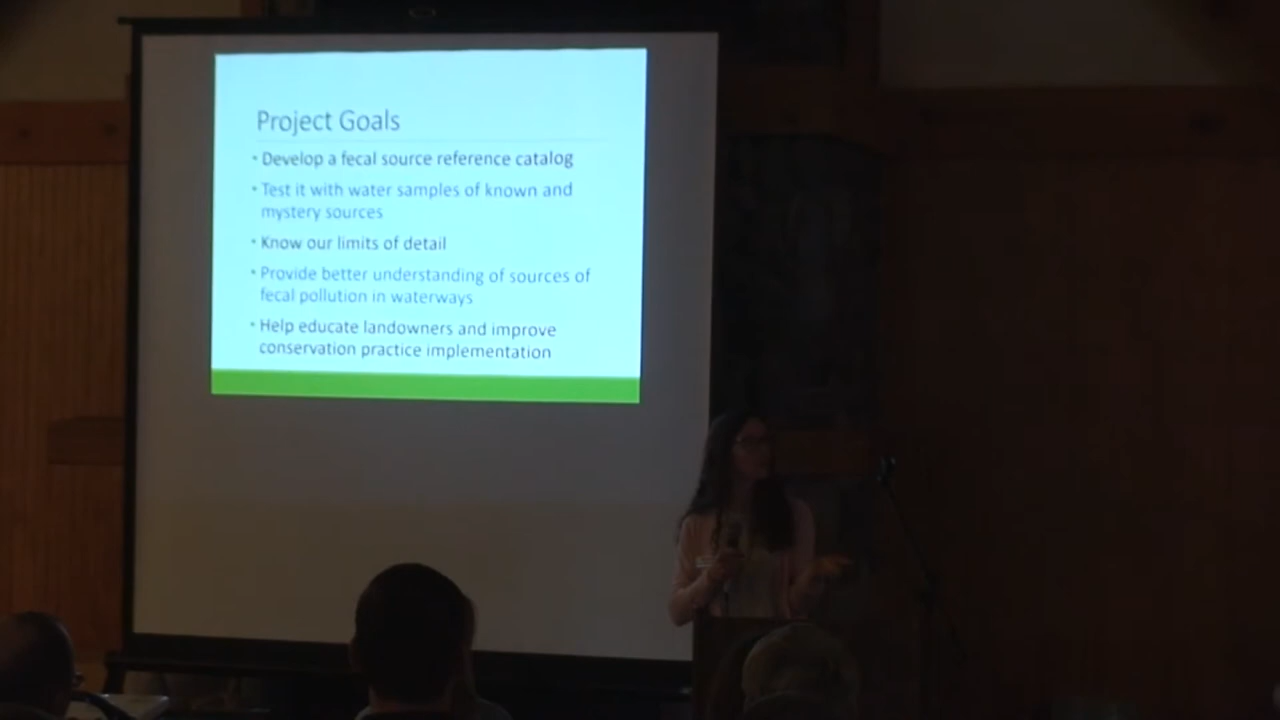 Project Goals
• Develop a fecal source reference catalog
• Test it with water samples of known and
mystery sources
• Know our limits of detail
• Provide better understanding of sources of
fecal pollution in waterways
• Help educate landowners and improve
conservation practice implementation